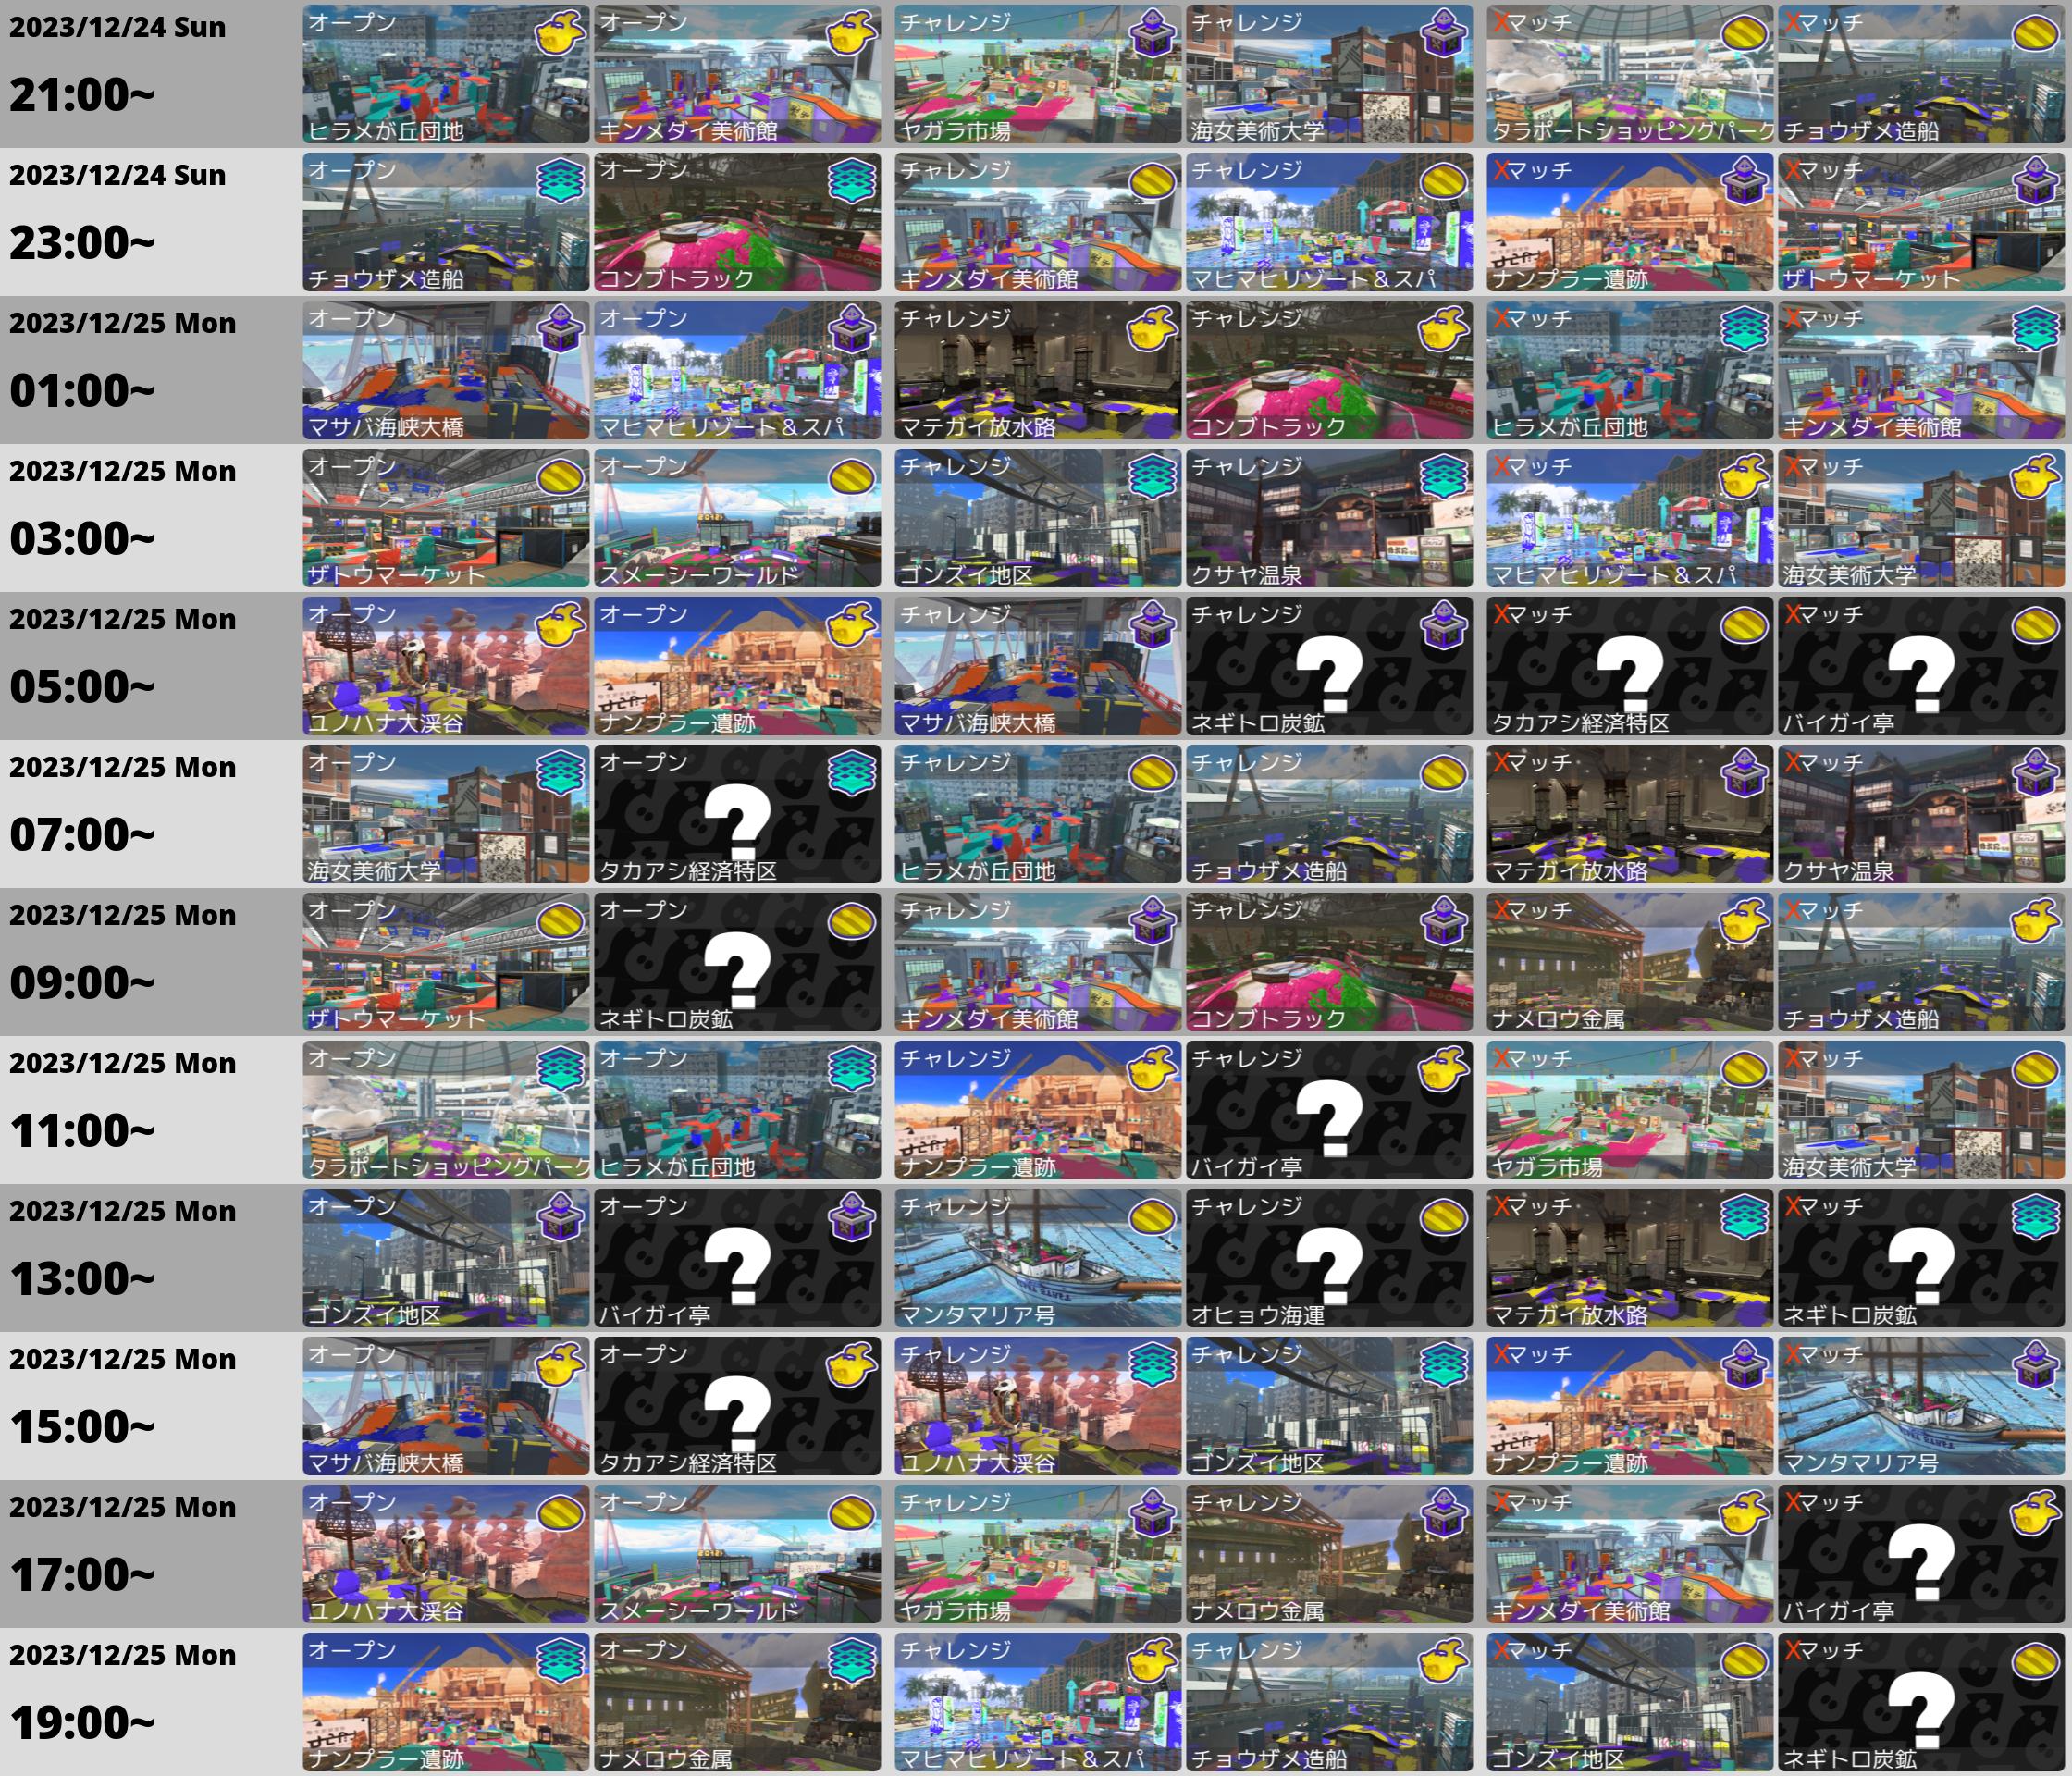 2023/12/24 Sun
21:00~
オープン
ヒラメが丘団地
オープン
キンメダイ美術館
チャレンジ
ヤガラ市場
チャレンジ
海女美術大学
Xマッチ
タラポートショッピングパーク
Xマッチ
チョウザメ造船
2023/12/24 Sun
23:00~
オープン
チョウザメ造船
オープン
コンブトラック
チャレンジ
キンメダイ美術館
チャレンジ
マヒマヒリゾート&スパ
Xマッチ
ナンプラー遺跡
Xマッチ
ザトウマーケット
2023/12/25 Mon
01:00~
オープン
マサバ海峡大橋
オープン
マヒマヒリゾート&スパ
チャレンジ
マテガイ放水路
チャレンジ
コンブトラック
Xマッチ
ヒラメが丘団地
Xマッチ
キンメダイ美術館
2023/12/25 Mon
03:00~
オープン
ザトウマーケット
オープン
スメーシーワールド
チャレンジ
ゴンズイ地区
チャレンジ
クサヤ温泉
Xマッチ
マヒマヒリゾート&スパ
Xマッチ
海女美術大学
2023/12/25 Mon
05:00~
オープン
ユノハナ大渓谷
オープン
ナンプラー遺跡
チャレンジ
マサバ海峡大橋
チャレンジ
?
ネギトロ炭鉱
Xマッチ
?
タカアシ経済特区
Xマッチ
?
バイガイ亭
2023/12/25 Mon
07:00~
オープン
海女美術大学
オープン
?
タカアシ経済特区
チャレンジ
ヒラメが丘団地
チャレンジ
チョウザメ造船
Xマッチ
マテガイ放水路
Xマッチ
クサヤ温泉
2023/12/25 Mon
09:00~
オープン
ザトウマーケット
オープン
?
ネギトロ炭鉱
チャレンジ
キンメダイ美術館
チャレンジ
コンブトラック
Xマッチ
ナメロウ金属
Xマッチ
チョウザメ造船
2023/12/25 Mon
11:00~
オープン
タラポートショッピングパーク
オープン
ヒラメが丘団地
チャレンジ
ナンプラー遺跡
チャレンジ
?
バイガイ亭
Xマッチ
ヤガラ市場
Xマッチ
海女美術大学
2023/12/25 Mon
13:00~
オープン
ゴンズイ地区
オープン
?
バイガイ亭
チャレンジ
マンタマリア号
チャレンジ
?
オヒョウ海運
Xマッチ
マテガイ放水路
Xマッチ
?
ネギトロ炭鉱
2023/12/25 Mon
15:00~
オープン
マサバ海峡大橋
オープン
?
タカアシ経済特区
チャレンジ
ユノハナ大渓谷
チャレンジ
ゴンズイ地区
Xマッチ
ナンプラー遺跡
Xマッチ
マンタマリア号
2023/12/25 Mon
17:00~
オープン
ユノハナ大渓谷
オープン
スメーシーワールド
チャレンジ
ヤガラ市場
チャレンジ
ナメロウ金属
Xマッチ
キンメダイ美術館
Xマッチ
?
バイガイ亭
2023/12/25 Mon
19:00~
オープン
ナンプラー遺跡
オープン
ナメロウ金属
チャレンジ
マヒマヒリゾート&スパ
チャレンジ
チョウザメ造船
Xマッチ
ゴンズイ地区
Xマッチ
?
ネギトロ炭鉱